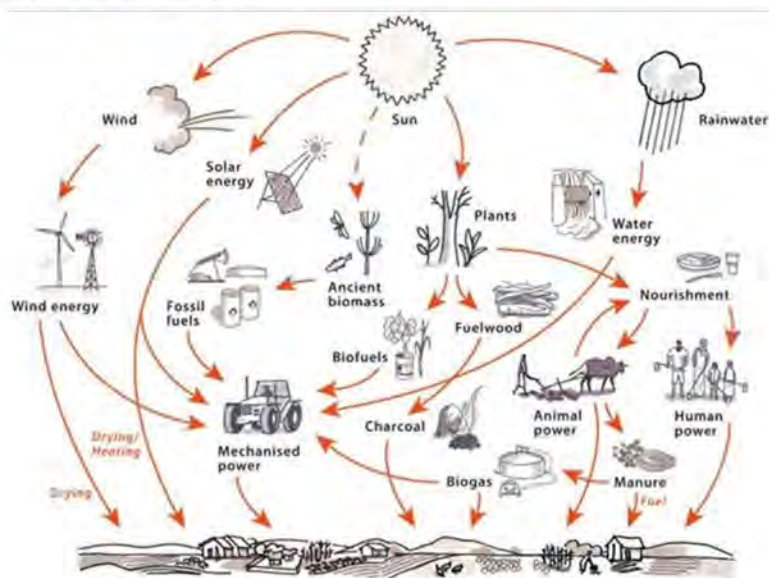 Wind
Sun
Rainwater
Solar
energy
Plants
Water
energy
Wind energy
Fossil
fuels
Ancient
biomass
Nourishment
Biofuels
Fuelwood
Drying/
Heating
Mechanised
power
Charcoal
Animal
power
Human
power
Drying
Biogas
Manure
Fuel